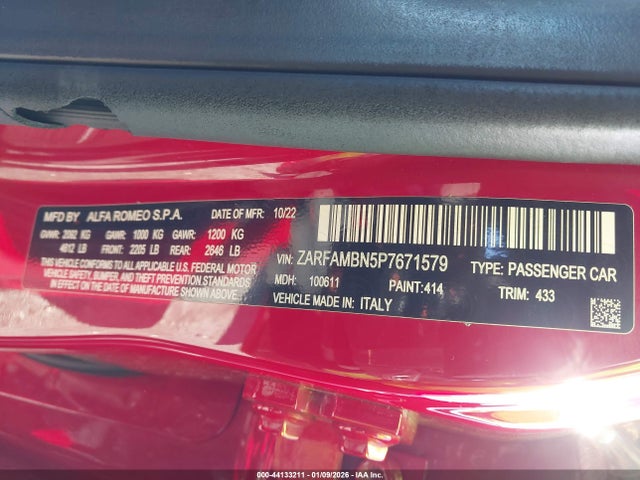 MFD BY ALFA ROMEO S.P.A. DATE OF MFR: 10/22
GVWR: 2082 KG GAWR: 1000 KG GAWR: 1200 KG
4812 LB FRONT: 2205 LB REAR: 2646 LB
THIS VEHICLE CONFORMS TO ALL APPLICABLE U.S. FEDERAL MOTOR
VEHICLE SAFETY, BUMPER, AND THEFT PREVENTION STANDARDS
IN EFFECT ON THE DATE OF MANUFACTURE SHOWN ABOVE.
VIN: ZARFAMBN5P7671579 TYPE: PASSENGER CAR
MDH: 100611 PAINT: 414 TRIM: 433
VEHICLE MADE IN: ITALY
000-44133211 - 01/09/2026 - Copyright © 2026 IAA Inc.